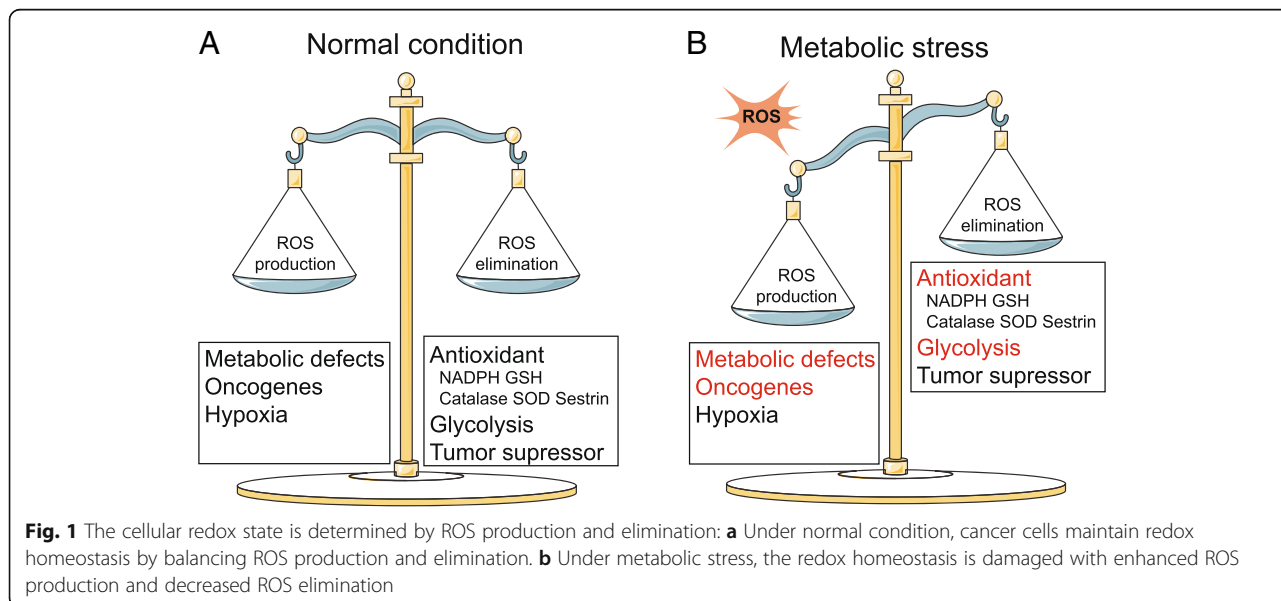 A
Normal condition
ROS
production
ROS
elimination
Metabolic defects
Oncogenes
Hypoxia
Antioxidant
NADPH GSH
Catalase SOD Sestrin
Glycolysis
Tumor supressor
B
Metabolic stress
ROS
ROS
production
ROS
elimination
Metabolic defects
Oncogenes
Hypoxia
Antioxidant
NADPH GSH
Catalase SOD Sestrin
Glycolysis
Tumor supressor
Fig. 1 The cellular redox state is determined by ROS production and elimination: a Under normal condition, cancer cells maintain redox
homeostasis by balancing ROS production and elimination. b Under metabolic stress, the redox homeostasis is damaged with enhanced ROS
production and decreased ROS elimination